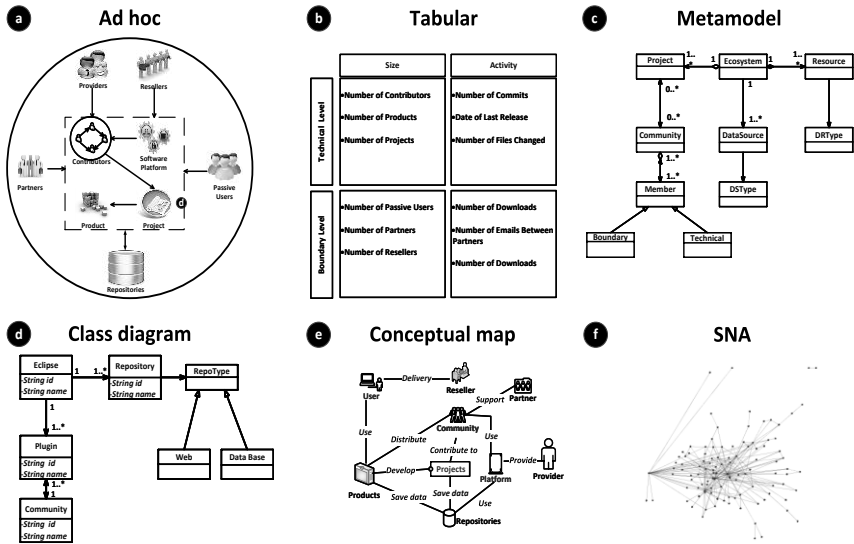 a Ad hoc
Providers
Resellers
Contributors
Software
Platform
Partners
Passive
Users
d
Product
Project
Repositories
b Tabular
Size
Activity
Technical Level
•Number of Contributors
•Number of Products
•Number of Projects
•Number of Commits
•Date of Last Release
•Number of Files Changed
Boundary Level
•Number of Passive Users
•Number of Partners
•Number of Resellers
•Number of Downloads
•Number of Emails Between
Partners
•Number of Downloads
c Metamodel
Project 1.. * 1 Ecosystem 1 1.. * Resource
0..*
1
0..*
1..*
Community
DataSource
DRType
1..*
1..*
Member
DSType
Boundary
Technical
d Class diagram
Eclipse 1 1..* Repository
-String id
-String name
-String id
-String name
RepoType
1
1..*
Plugin
-String id
-String name
Web
Data Base
1..*
1
Community
-String id
-String name
e Conceptual map
User
Delivery
Reseller
Support
Partner
Community
Use
Distribute
Contribute to
Use
Products
Develop
Projects
Platform
Provide
Provider
Save data
Save data
Use
Repositories
f SNA